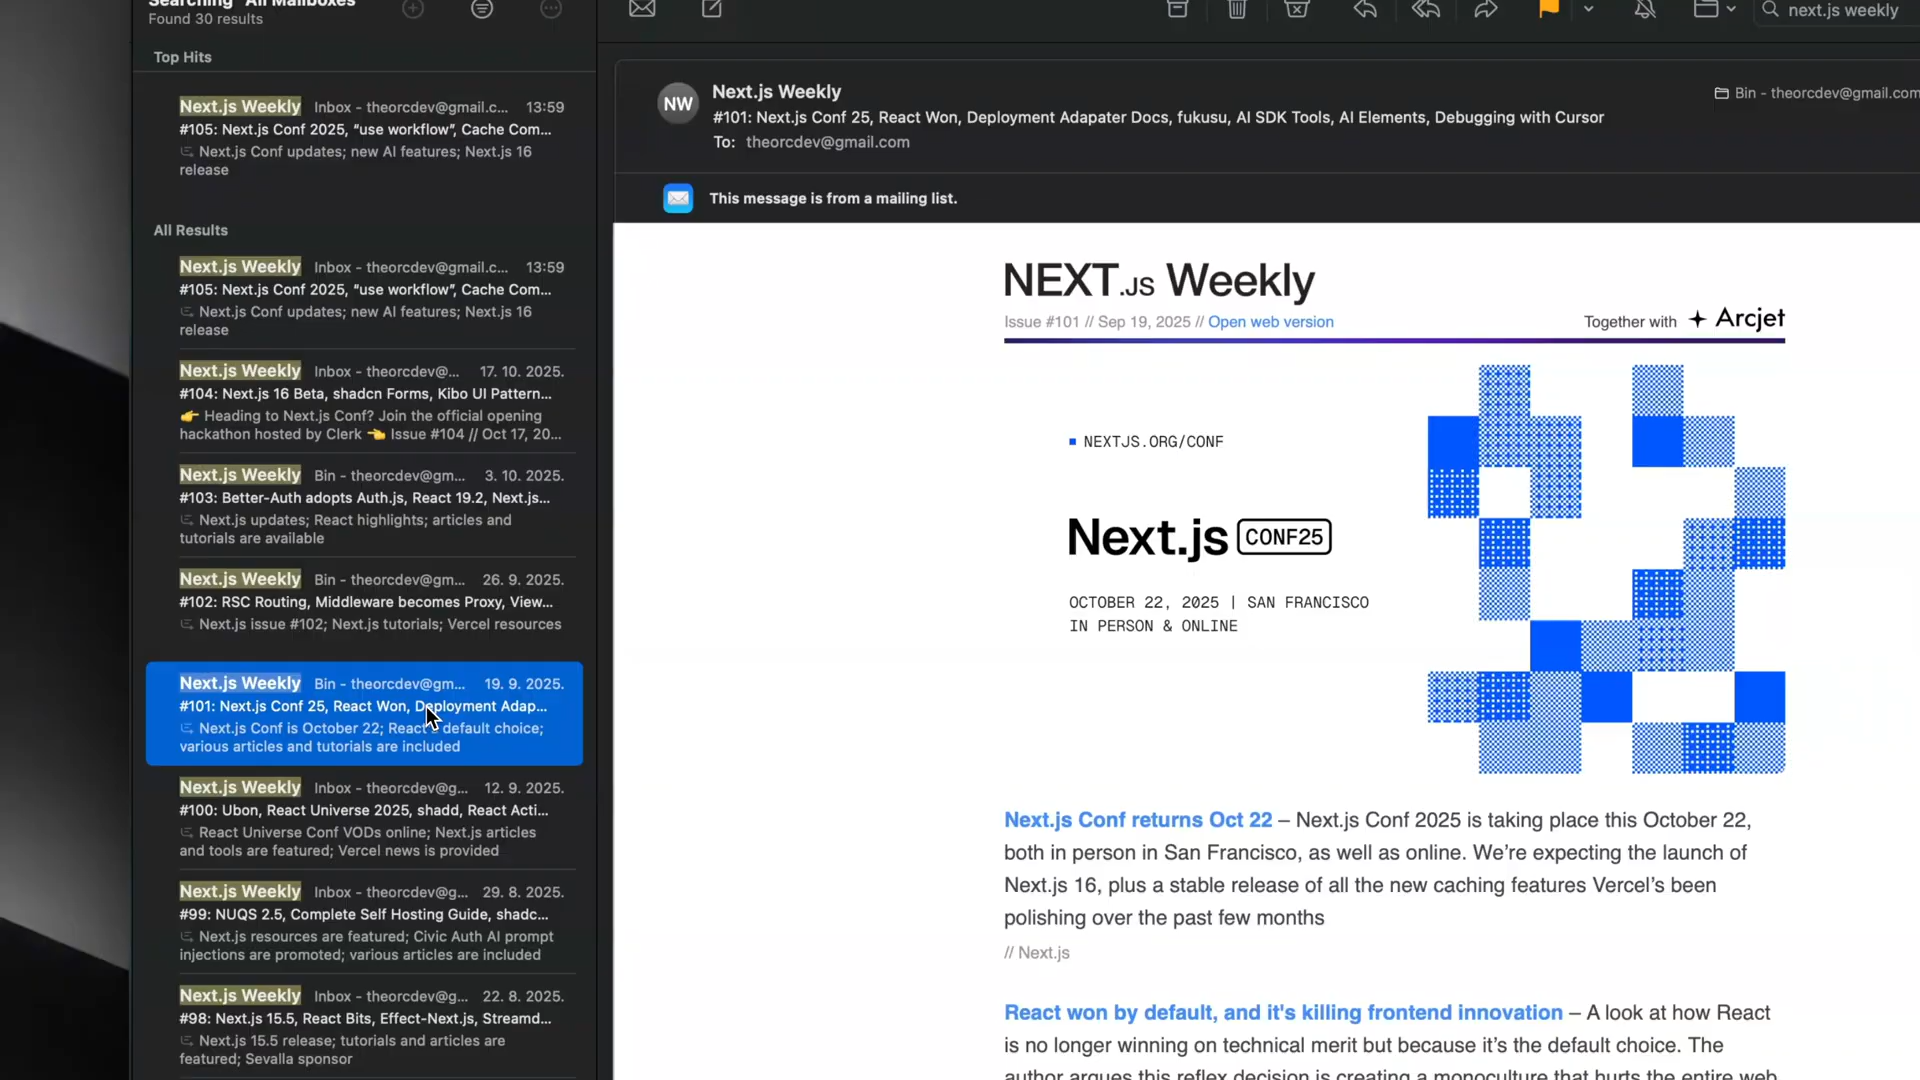 Searching "All Mailboxes"
Found 30 results
next.js weekly
Top Hits
Next.js Weekly Inbox - theorcdev@gmail.c... 13:59
#105: Next.js Conf 2025, “use workflow”, Cache Com...
Next.js Conf updates; new AI features; Next.js 16
release
All Results
Next.js Weekly Inbox - theorcdev@gmail.c... 13:59
#105: Next.js Conf 2025, “use workflow”, Cache Com...
Next.js Conf updates; new AI features; Next.js 16
release
Next.js Weekly Inbox - theorcdev@... 17. 10. 2025.
#104: Next.js 16 Beta, shadcn Forms, Kibo UI Pattern...
👉 Heading to Next.js Conf? Join the official opening
hackathon hosted by Clerk 👈 Issue #104 // Oct 17, 20...
Next.js Weekly Bin - theorcdev@gm... 3. 10. 2025.
#103: Better-Auth adopts Auth.js, React 19.2, Next.js...
Next.js updates; React highlights; articles and
tutorials are available
Next.js Weekly Bin - theorcdev@gm... 26. 9. 2025.
#102: RSC Routing, Middleware becomes Proxy, View...
Next.js issue #102; Next.js tutorials; Vercel resources
Next.js Weekly Bin - theorcdev@gm... 19. 9. 2025.
#101: Next.js Conf 25, React Won, Deployment Adap...
Next.js Conf is October 22; React's default choice;
various articles and tutorials are included
Next.js Weekly Inbox - theorcdev@g... 12. 9. 2025.
#100: Ubon, React Universe 2025, shadd, React Acti...
React Universe Conf VODs online; Next.js articles
and tools are featured; Vercel news is provided
Next.js Weekly Inbox - theorcdev@g... 29. 8. 2025.
#99: NUQS 2.5, Complete Self Hosting Guide, shadc...
Next.js resources are featured; Civic Auth AI prompt
injections are promoted; various articles are included
Next.js Weekly Inbox - theorcdev@g... 22. 8. 2025.
#98: Next.js 15.5, React Bits, Effect-Next.js, Streamd...
Next.js 15.5 release; tutorials and articles are
featured; Sevalla sponsor
NW
Next.js Weekly
Bin - theorcdev@gmail.com
#101: Next.js Conf 25, React Won, Deployment Adapater Docs, fukusu, AI SDK Tools, AI Elements, Debugging with Cursor
To: theorcdev@gmail.com
This message is from a mailing list.
NEXT.JS Weekly
Issue #101 // Sep 19, 2025 // Open web version
Together with Arcjet
NEXTJS.ORG/CONF
Next.js CONF25
OCTOBER 22, 2025 | SAN FRANCISCO
IN PERSON & ONLINE
Next.js Conf returns Oct 22 – Next.js Conf 2025 is taking place this October 22,
both in person in San Francisco, as well as online. We’re expecting the launch of
Next.js 16, plus a stable release of all the new caching features Vercel’s been
polishing over the past few months
// Next.js
React won by default, and it's killing frontend innovation – A look at how React
is no longer winning on technical merit but because it’s the default choice. The
author argues this reflex decision is creating a monoculture that hurts the entire web